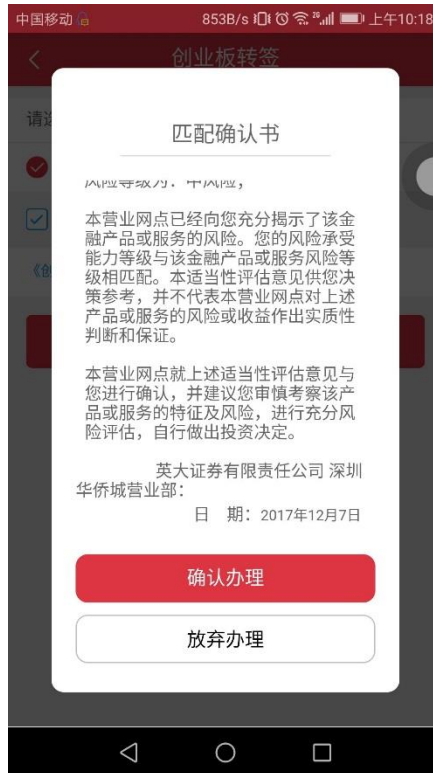 中国移动 853B/s 上午10:18
创业板转签
请选
匹配确认书
风险等级为：中风险，
本营业网点已经向您充分揭示了该金
融产品或服务的风险。您的风险承受
能力等级与该金融产品或服务风险等
级相匹配。本适当性评估意见供您决
策参考，并不代表本营业网点对上述
产品或服务的风险或收益作出实质性
判断和保证。
《创
本营业网点就上述适当性评估意见与
您进行确认，并建议您审慎考察该产
品或服务的特征及风险，进行充分风
险评估，自行做出投资决定。
英大证券有限责任公司 深圳
华侨城营业部：
日 期：2017年12月7日
确认办理
放弃办理